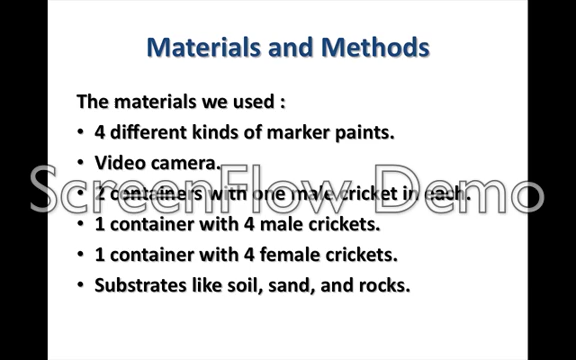 Materials and Methods
The materials we used :
• 4 different kinds of marker paints.
• Video camera.
• 2 containers with one male cricket in each.
ScreenFlow Demo
• 1 container with 4 male crickets.
• 1 container with 4 female crickets.
• Substrates like soil, sand, and rocks.